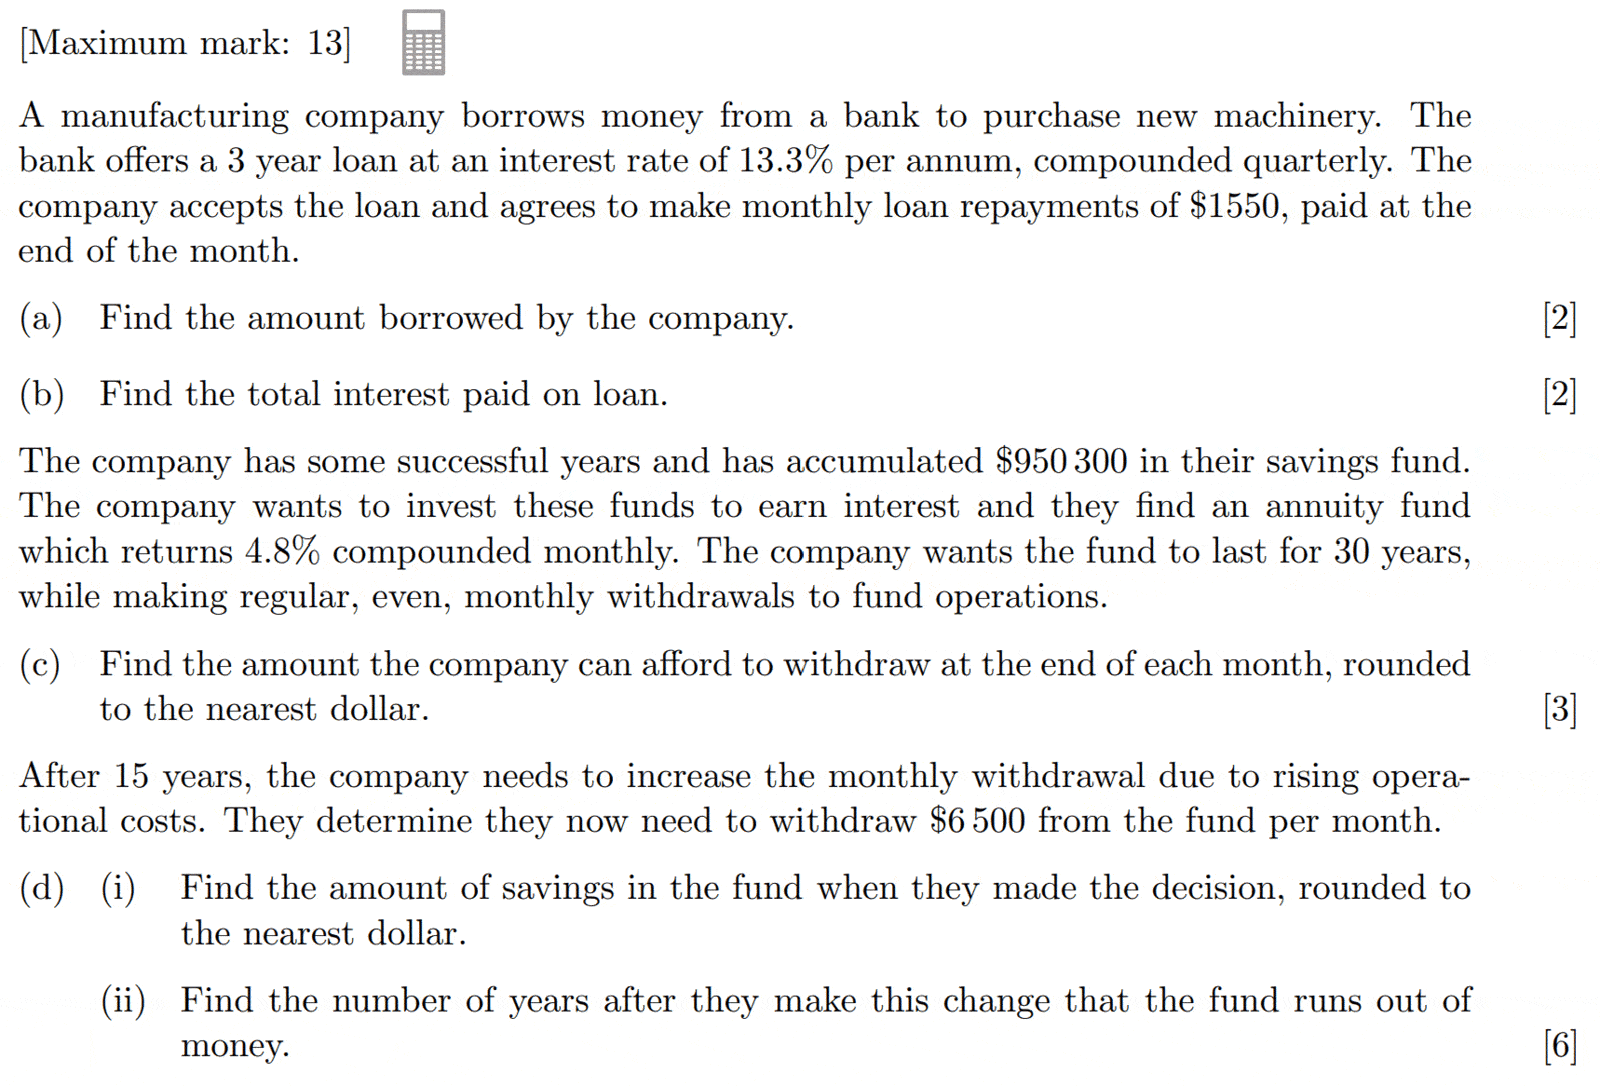 [Maximum mark: 13]
A manufacturing company borrows money from a bank to purchase new machinery. The
bank offers a 3 year loan at an interest rate of 13.3% per annum, compounded quarterly. The
company accepts the loan and agrees to make monthly loan repayments of $1550, paid at the
end of the month.
(a) Find the amount borrowed by the company. [2]
(b) Find the total interest paid on loan. [2]
The company has some successful years and has accumulated $950 300 in their savings fund.
The company wants to invest these funds to earn interest and they find an annuity fund
which returns 4.8% compounded monthly. The company wants the fund to last for 30 years,
while making regular, even, monthly withdrawals to fund operations.
(c) Find the amount the company can afford to withdraw at the end of each month, rounded
to the nearest dollar. [3]
After 15 years, the company needs to increase the monthly withdrawal due to rising opera-
tional costs. They determine they now need to withdraw $6 500 from the fund per month.
(d) (i) Find the amount of savings in the fund when they made the decision, rounded to
the nearest dollar.
(ii) Find the number of years after they make this change that the fund runs out of
money. [6]